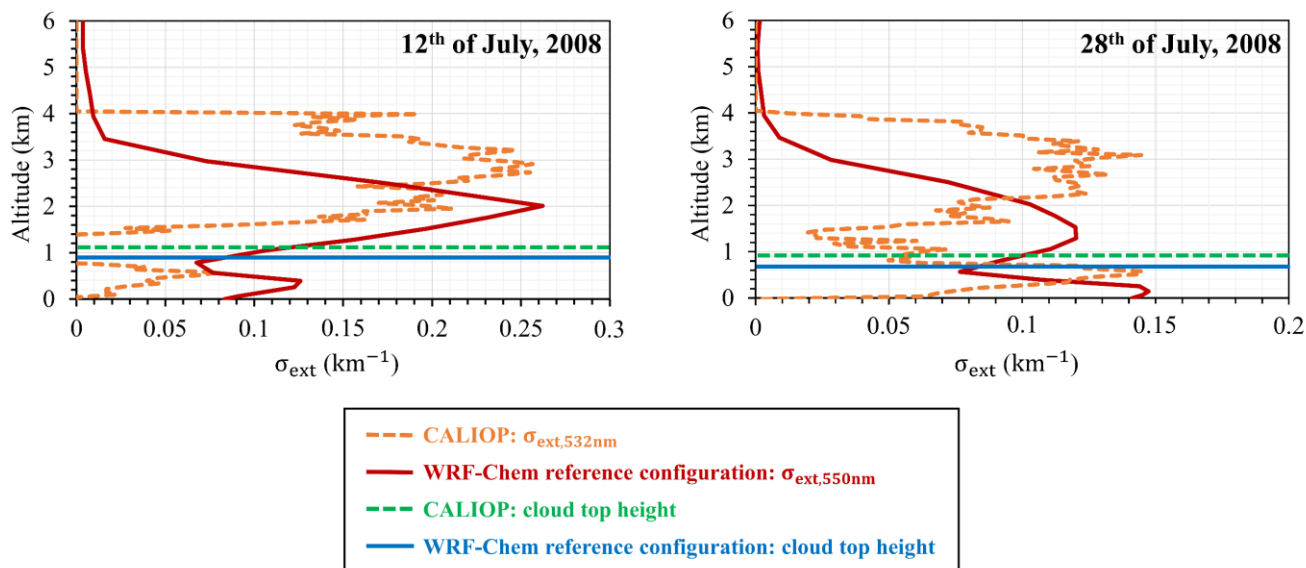 12th of July, 2008
6
5
4
3
2
1
0
Altitude (km)
0 0.05 0.1 0.15 0.2 0.25 0.3
σext (km−1)
28th of July, 2008
6
5
4
3
2
1
0
Altitude (km)
0 0.05 0.1 0.15 0.2
σext (km−1)
CALIOP: σext,532nm
WRF-Chem reference configuration: σext,550nm
CALIOP: cloud top height
WRF-Chem reference configuration: cloud top height